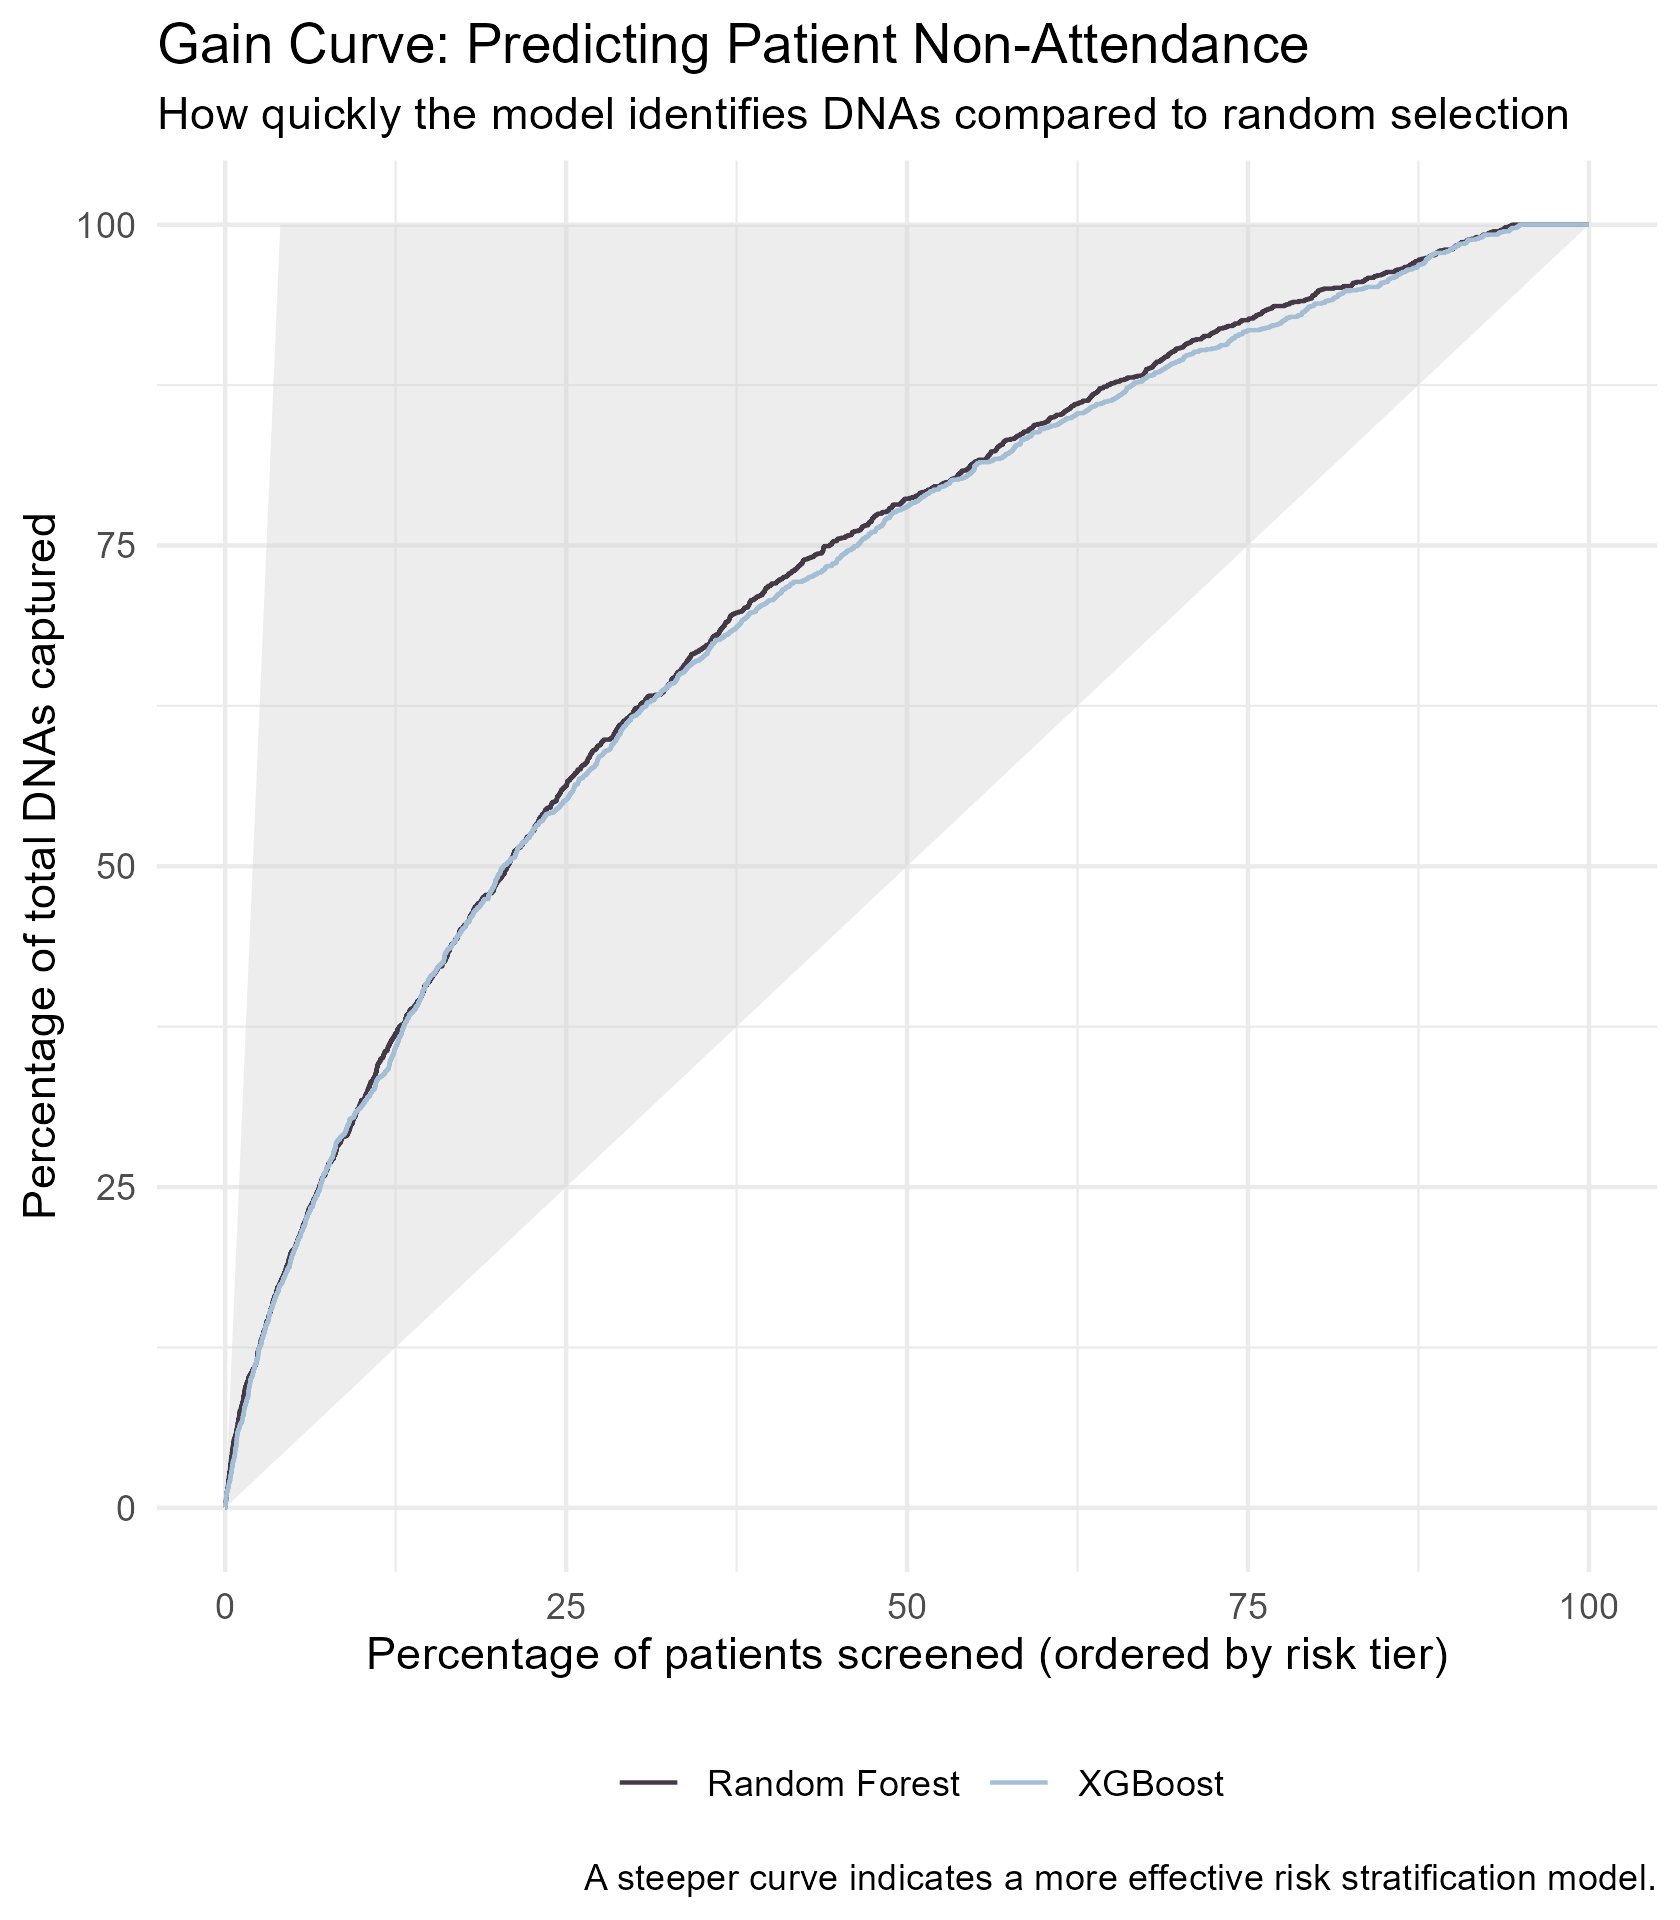 Gain Curve: Predicting Patient Non-Attendance
How quickly the model identifies DNAs compared to random selection
Percentage of total DNAs captured
100
75
50
25
0
0
25
50
75
100
Percentage of patients screened (ordered by risk tier)
Random Forest
XGBoost
A steeper curve indicates a more effective risk stratification model.